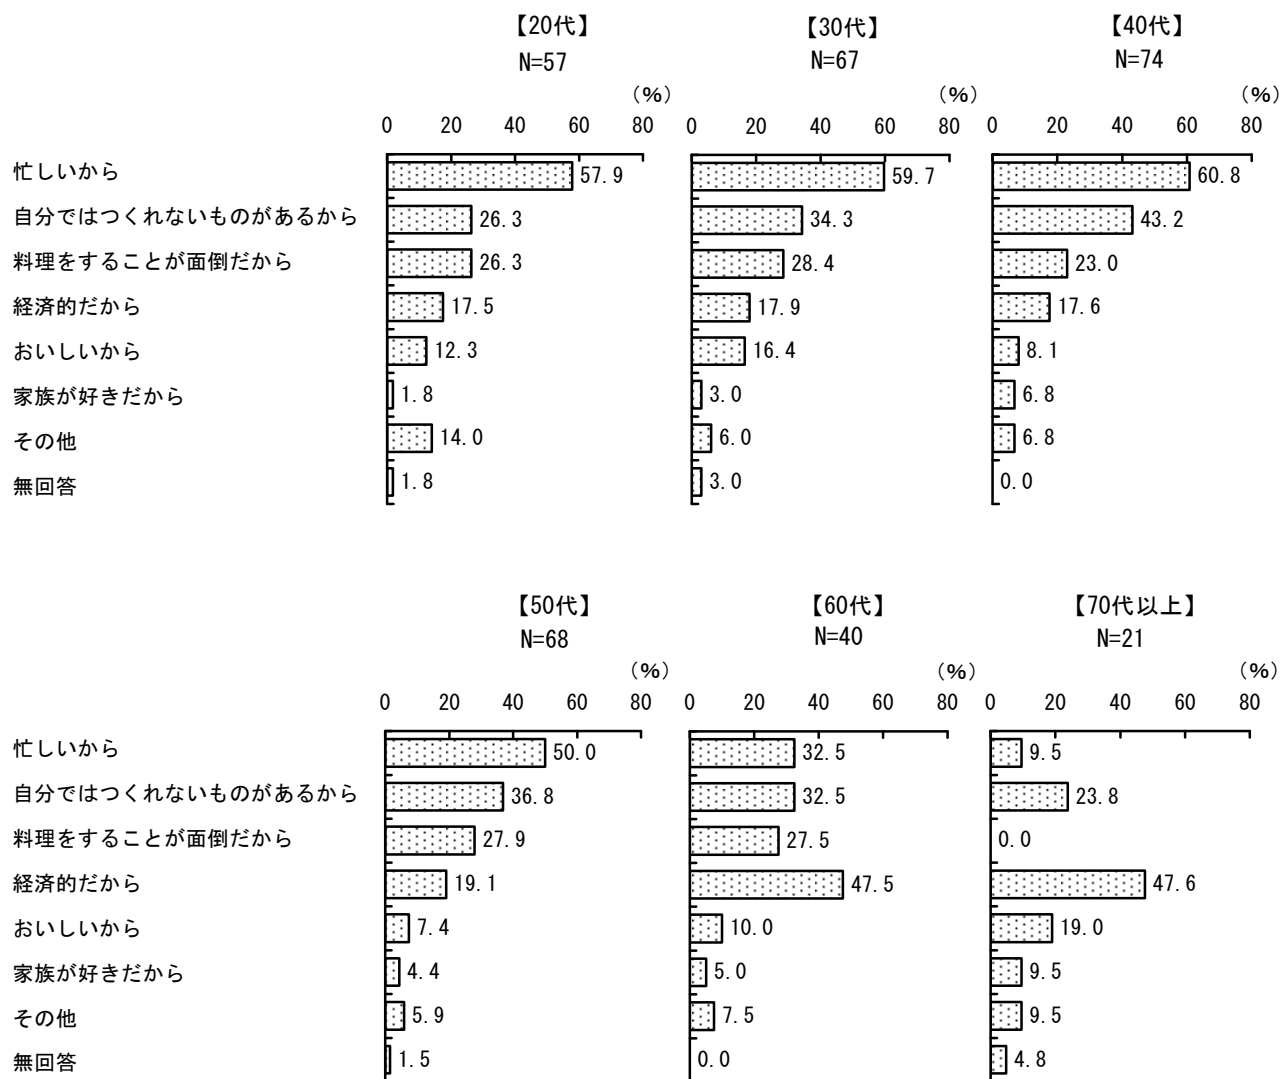 【20代】 【30代】 【40代】
N=57 N=67 N=74
(%) (%) (%)
0 20 40 60 80 0 20 40 60 80 0 20 40 60 80
忙しいから 57.9 59.7 60.8
自分ではつくれないものがあるから 26.3 34.3 43.2
料理をすることが面倒だから 26.3 28.4 23.0
経済的だから 17.5 17.9 17.6
おいしいから 12.3 16.4 8.1
家族が好きだから 1.8 3.0 6.8
その他 14.0 6.0 6.8
無回答 1.8 3.0 0.0
【50代】 【60代】 【70代以上】
N=68 N=40 N=21
(%) (%) (%)
0 20 40 60 80 0 20 40 60 80 0 20 40 60 80
忙しいから 50.0 32.5 9.5
自分ではつくれないものがあるから 36.8 32.5 23.8
料理をすることが面倒だから 27.9 27.5 0.0
経済的だから 19.1 47.5 47.6
おいしいから 7.4 10.0 19.0
家族が好きだから 4.4 5.0 9.5
その他 5.9 7.5 9.5
無回答 1.5 0.0 4.8